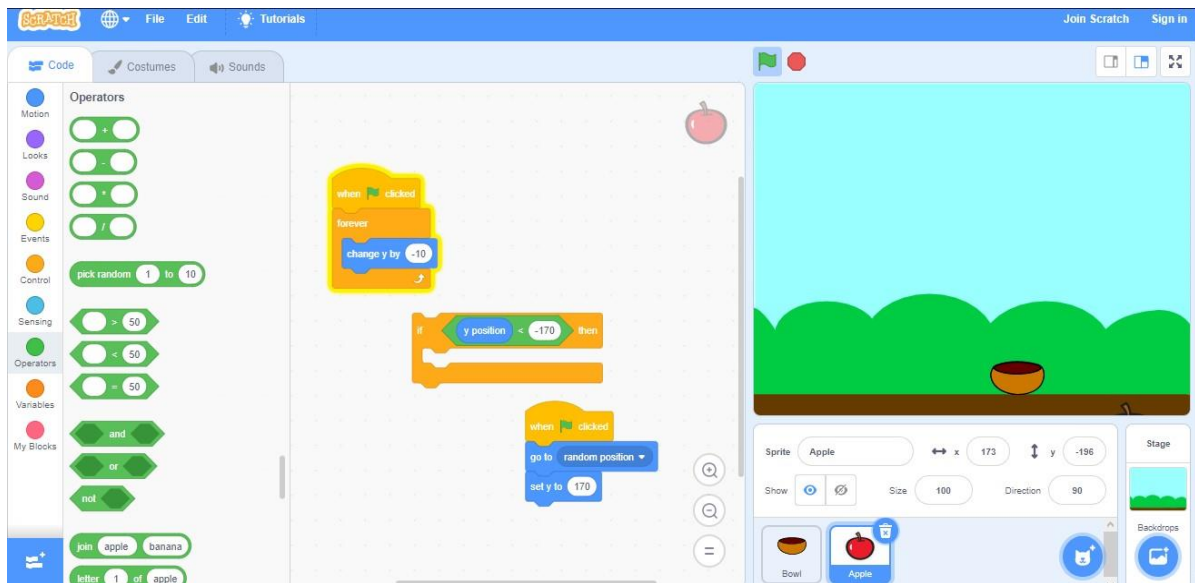 SCRATCH File Edit Tutorials Join Scratch Sign in
Code Costumes Sounds
Motion
Looks
Sound
Events
Control
Sensing
Operators
Variables
My Blocks
Operators
+
-
*
/
pick random 1 to 10
> 50
< 50
= 50
and
or
not
join apple banana
letter 1 of apple
when clicked
forever
change y by -10
if y position < -170 then
when clicked
go to random position
set y to 170
Sprite Apple x 173 y -196
Show Size 100 Direction 90
Bowl Apple
Stage
Backdrops